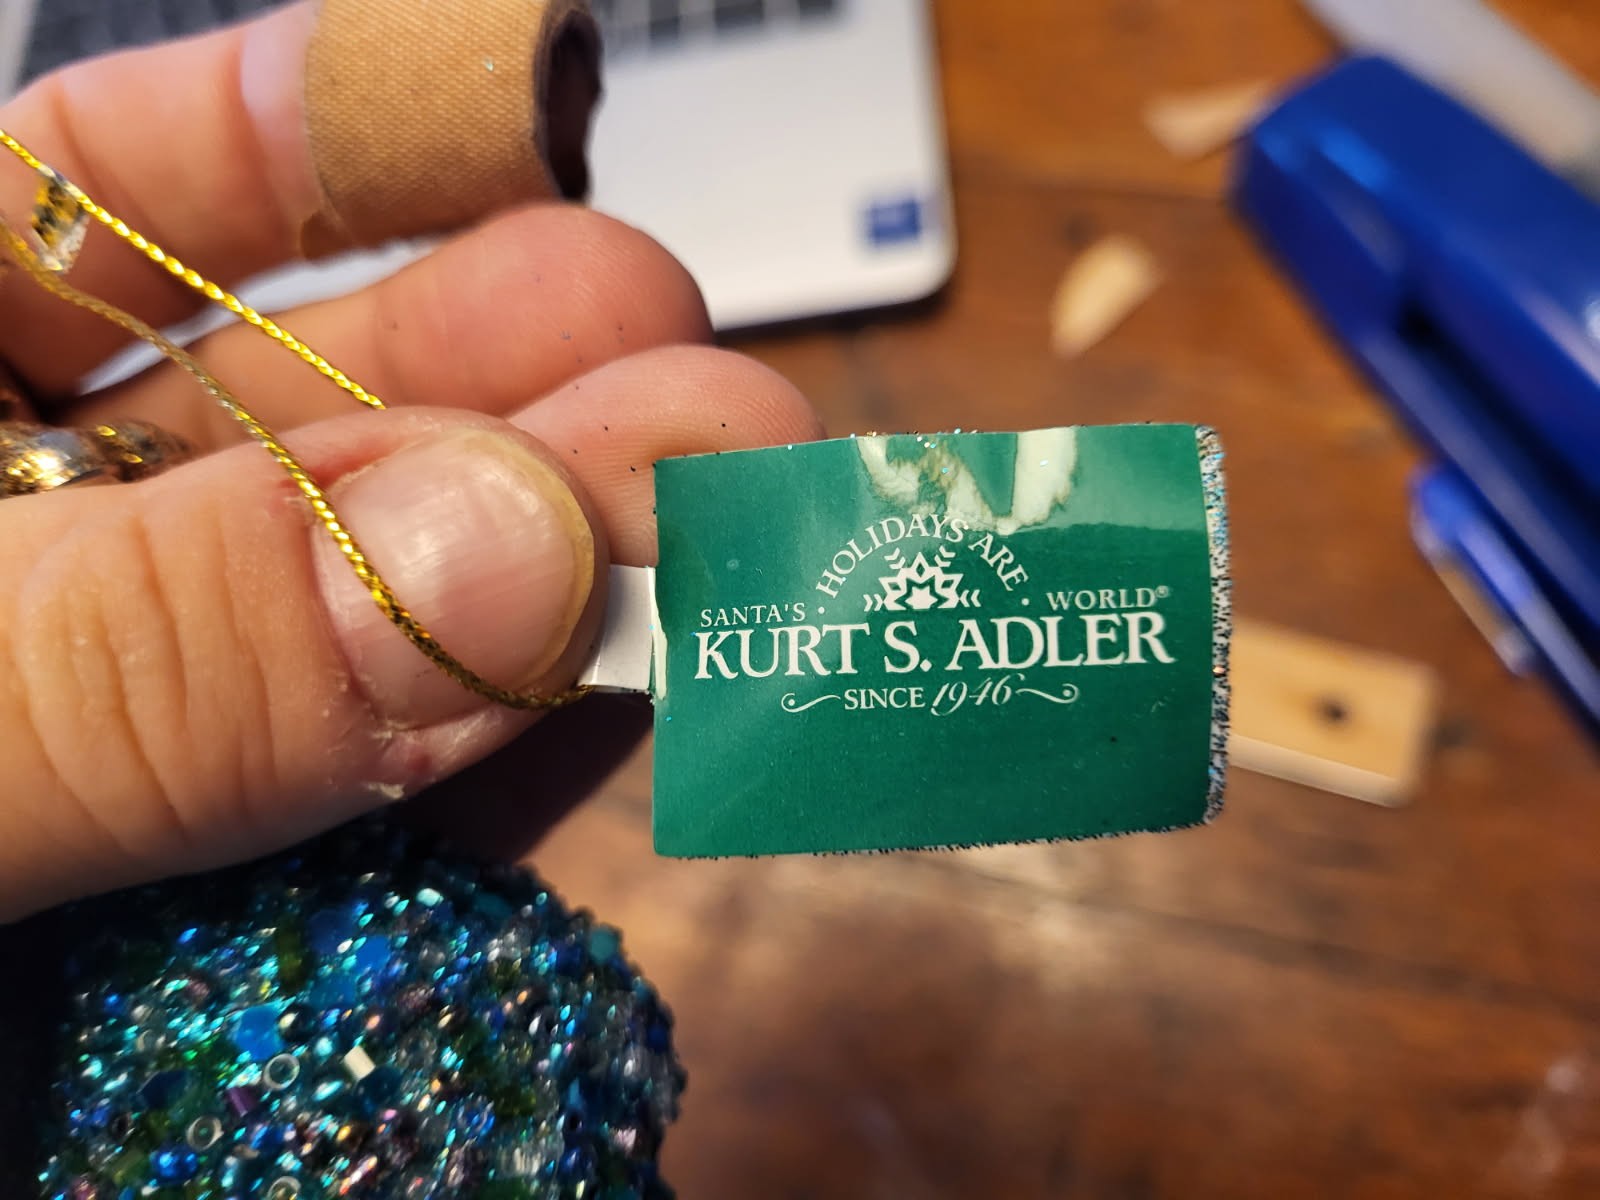 HOLIDAYS ARE
SANTA'S · · WORLD®
KURT S. ADLER
SINCE 1946